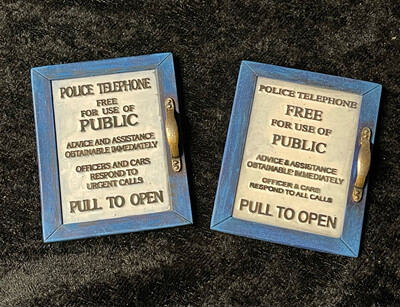 POLICE TELEPHONE
FREE
FOR USE OF
PUBLIC
ADVICE AND ASSISTANCE
OBTAINABLE IMMEDIATELY
OFFICERS AND CARS
RESPOND TO
URGENT CALLS
PULL TO OPEN
POLICE TELEPHONE
FREE
FOR USE OF
PUBLIC
ADVICE & ASSISTANCE
OBTAINABLE IMMEDIATELY
OFFICER & CARS
RESPOND TO ALL CALLS
PULL TO OPEN